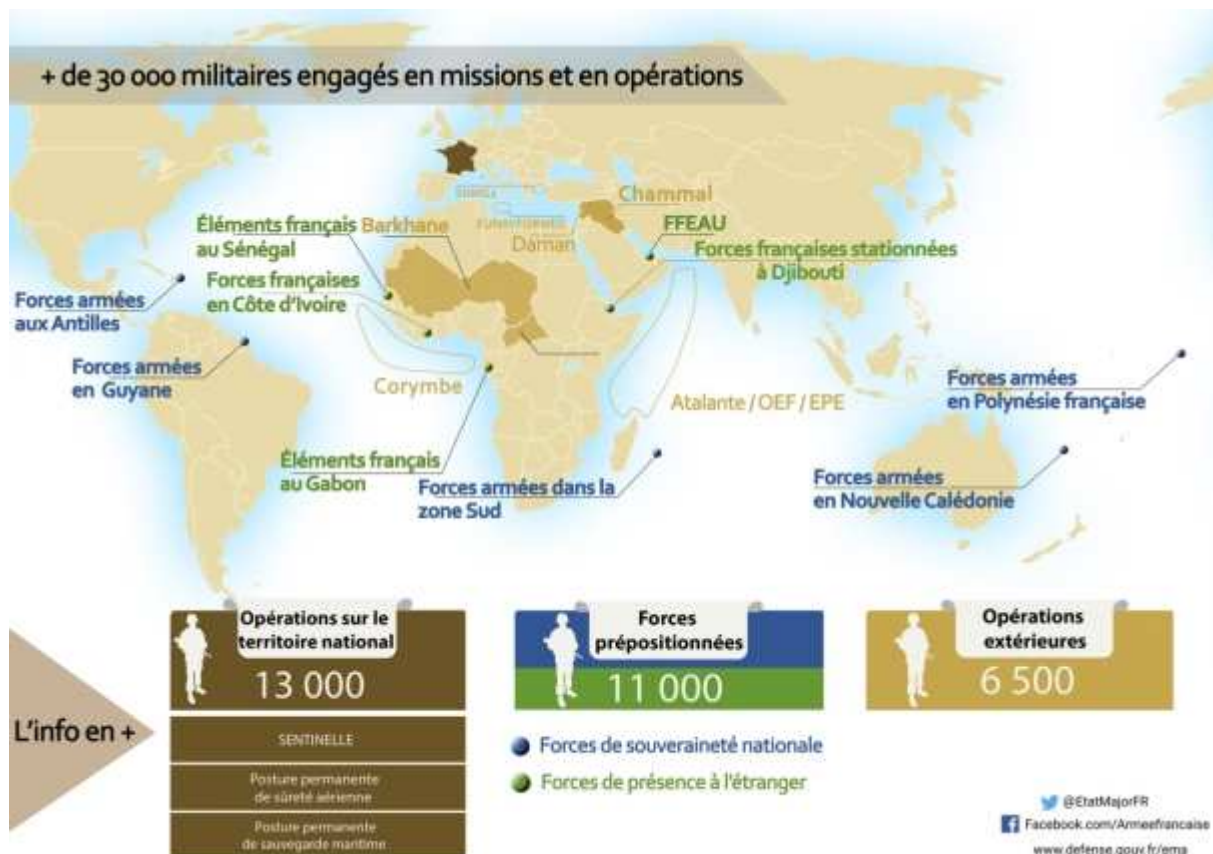 + de 30 000 militaires engagés en missions et en opérations
Chammal
Éléments français
au Sénégal
Barkhane
Daman
FFEAU
Forces françaises stationnées
à Djibouti
Forces françaises
en Côte d'Ivoire
Forces armées
aux Antilles
Forces armées
en Guyane
Corymbe
Atalante / OEF / EPE
Forces armées
en Polynésie française
Éléments français
au Gabon
Forces armées dans la
zone Sud
Forces armées
en Nouvelle Calédonie
L'info en +
Opérations sur le
territoire national
13 000
SENTINELLE
Posture permanente
de sûreté aérienne
Posture permanente
de sauvegarde maritime
Forces
prépositionnées
11 000
Forces de souveraineté nationale
Forces de présence à l'étranger
Opérations
extérieures
6 500
@EtatMajorFR
Facebook.com/Armeefrancaise
www.defense.gouv.fr/ema